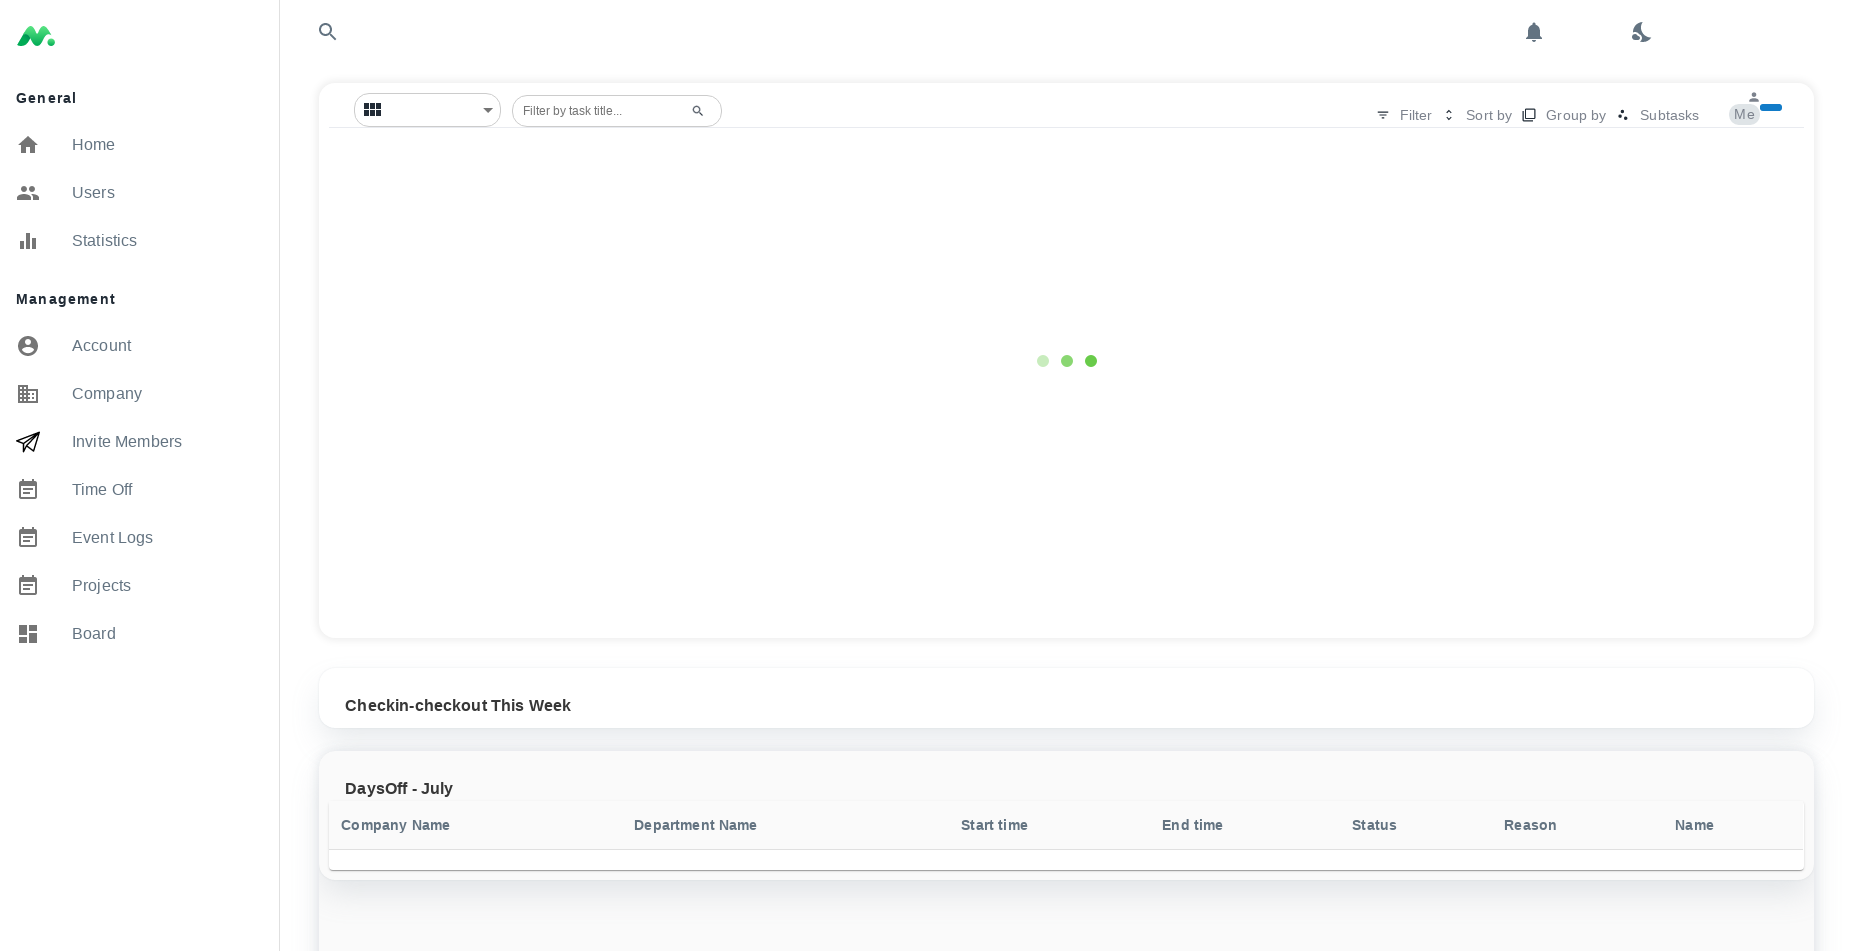 General
Home
Users
Statistics
Management
Account
Company
Invite Members
Time Off
Event Logs
Projects
Board
Filter by task title...
Filter
Sort by
Group by
Subtasks
Me
Checkin-checkout This Week
DaysOff - July
Company Name Department Name Start time End time Status Reason Name